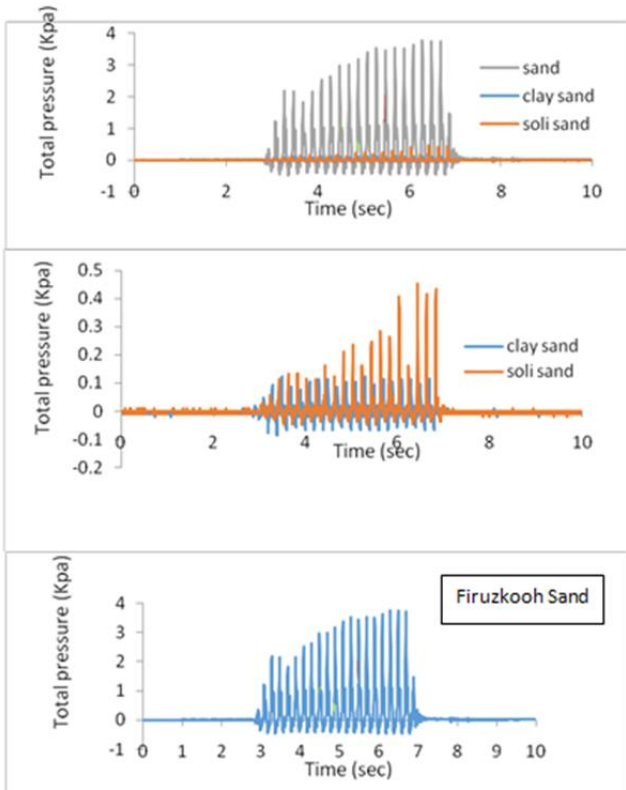 Total pressure (Kpa)
4
3
2
1
0
-1
0 2 4 6 8 10
Time (sec)
sand
clay sand
soli sand
Total pressure (Kpa)
0.5
0.4
0.3
0.2
0.1
0
-0.1
-0.2
0 2 4 6 8 10
Time (sec)
clay sand
soli sand
Firuzkooh Sand
Total pressure (Kpa)
4
3
2
1
0
-1
0 1 2 3 4 5 6 7 8 9 10
Time (sec)